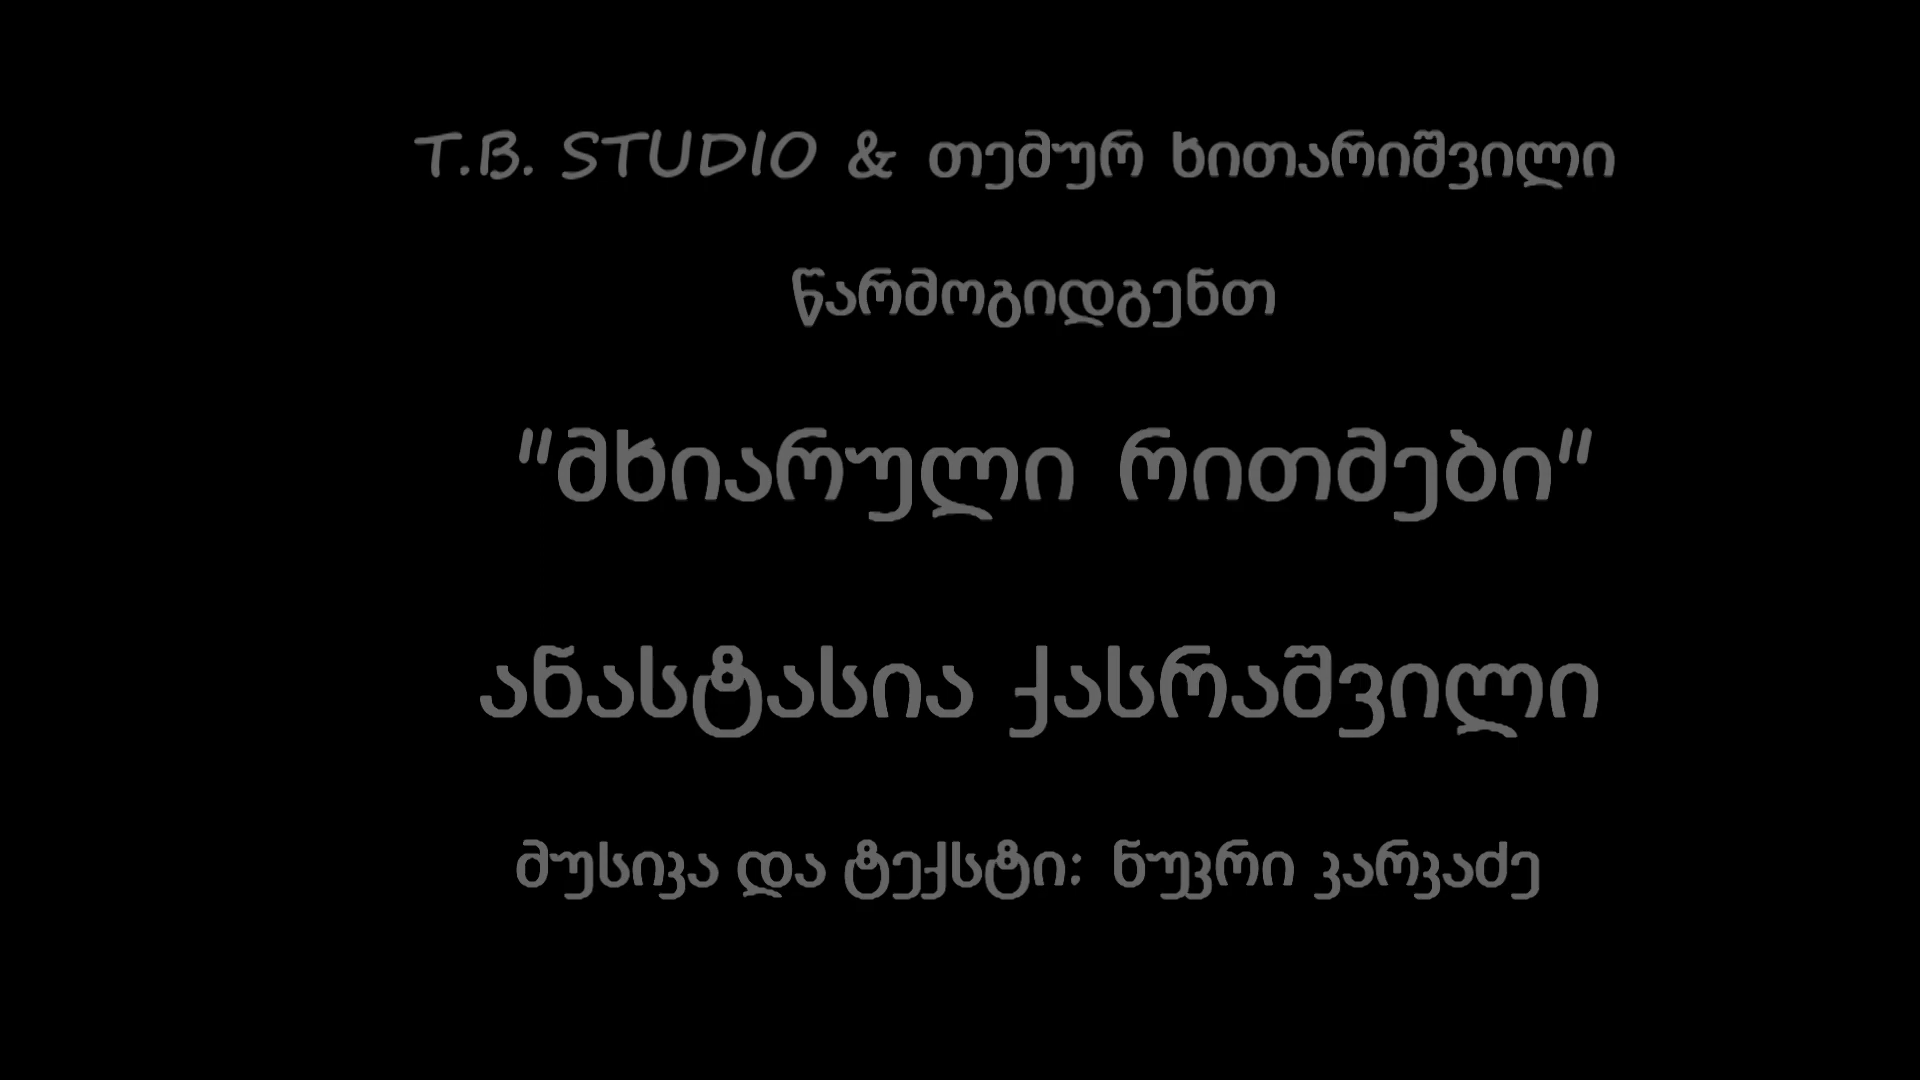 T.B. STUDIO & თემურ ხითარიშვილი
წარმოგიდგენთ
"მხიარული რითმები"
ანასტასია ქასრაშვილი
მუსიკა და ტექსტი: ნუკრი კარკაძე